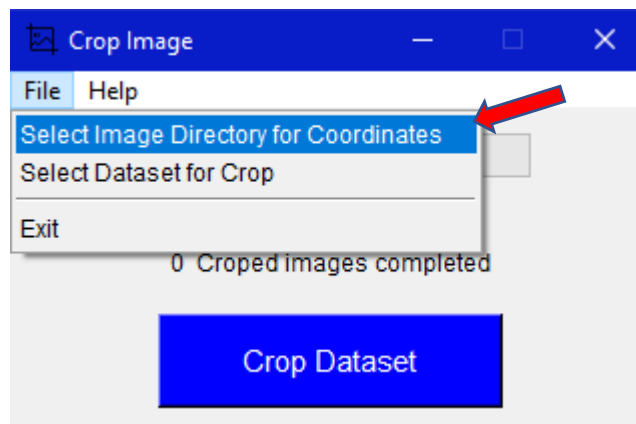 Crop Image
File Help
Select Image Directory for Coordinates
Select Dataset for Crop
Exit
0 Croped images completed
Crop Dataset